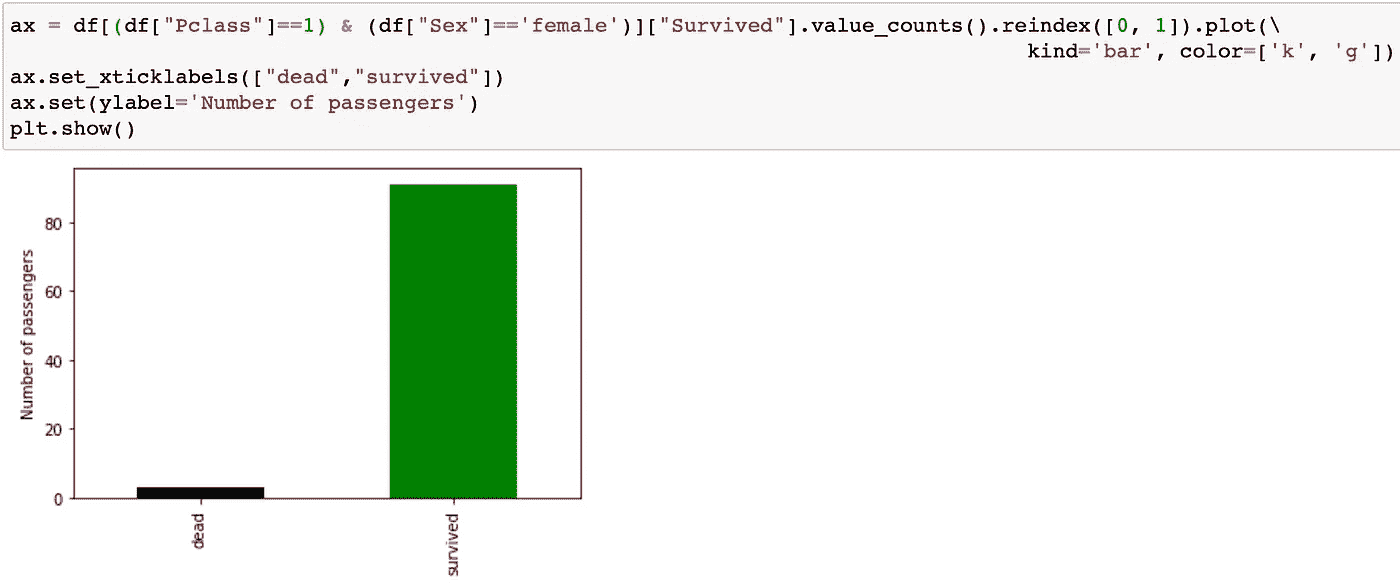 ax = df[(df["Pclass"]==1) & (df["Sex"]=='female')]["Survived"].value_counts().reindex([0, 1]).plot(\
kind='bar', color=['k', 'g'])
ax.set_xticklabels(["dead","survived"])
ax.set(ylabel='Number of passengers')
plt.show()
Number of passengers
80
60
40
20
0
dead
survived